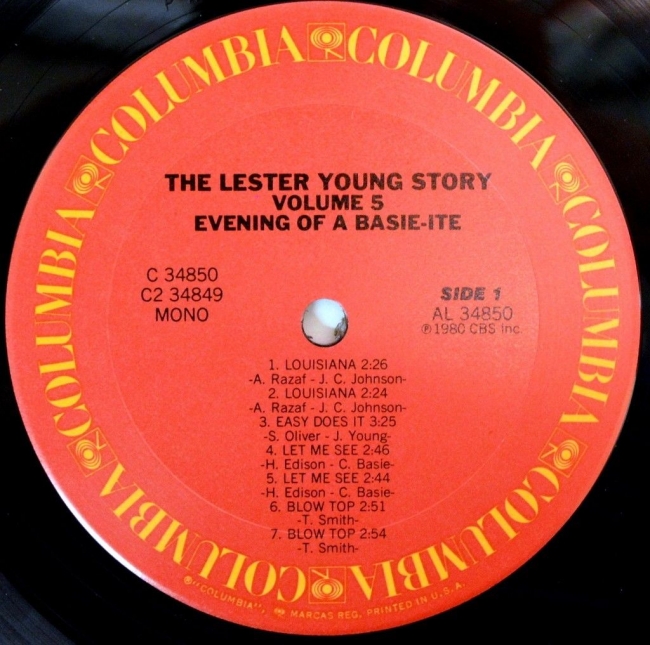 COLUMBIA COLUMBIA COLUMBIA COLUMBIA COLUMBIA COLUMBIA
THE LESTER YOUNG STORY
VOLUME 5
EVENING OF A BASIE-ITE
C 34850
C2 34849
MONO
SIDE 1
AL 34850
℗1980 CBS Inc.
1. LOUISIANA 2:26
-A. Razaf - J. C. Johnson-
2. LOUISIANA 2:24
-A. Razaf - J. C. Johnson-
3. EASY DOES IT 3:25
-S. Oliver - J. Young-
4. LET ME SEE 2:46
-H. Edison - C. Basie-
5. LET ME SEE 2:44
-H. Edison - C. Basie-
6. BLOW TOP 2:51
-T. Smith-
7. BLOW TOP 2:54
-T. Smith-
®"COLUMBIA", MARCAS REG. PRINTED IN U.S.A.